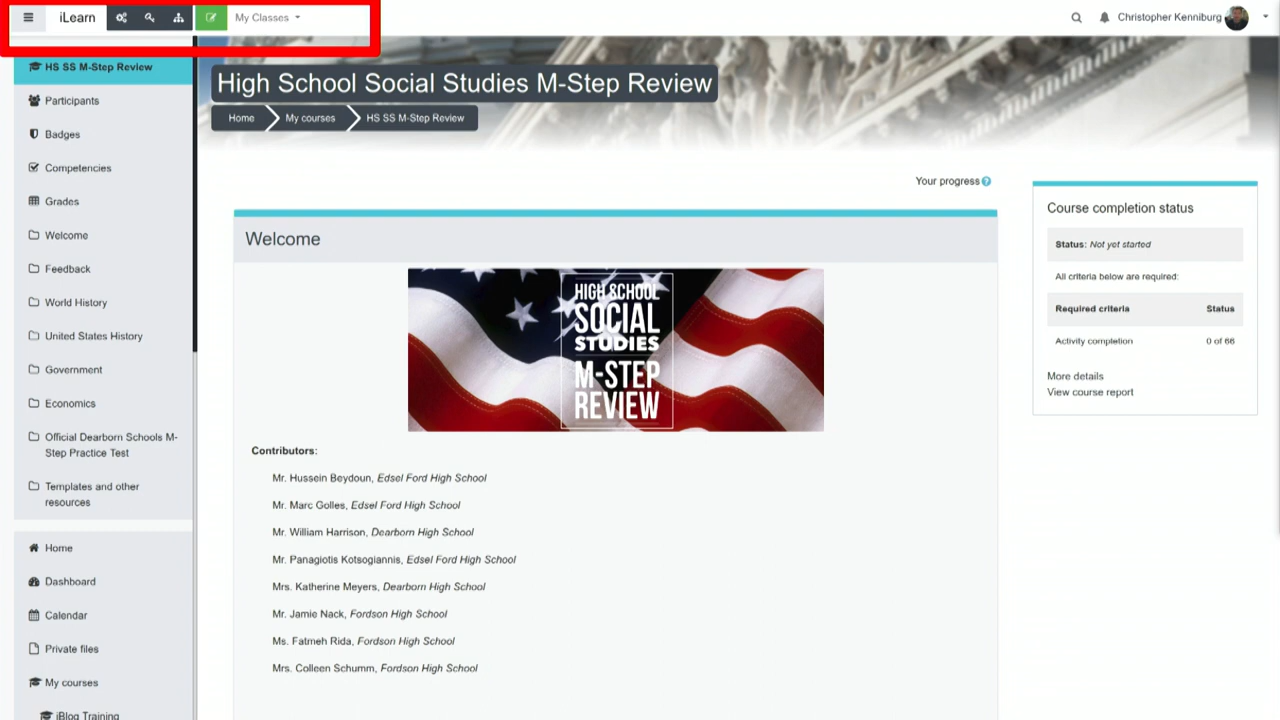 iLearn
My Classes
Christopher Kenniburg
HS SS M-Step Review
Participants
Badges
Competencies
Grades
Welcome
Feedback
World History
United States History
Government
Economics
Official Dearborn Schools M-
Step Practice Test
Templates and other
resources
Home
Dashboard
Calendar
Private files
My courses
iBlog Training
High School Social Studies M-Step Review
Home
My courses
HS SS M-Step Review
Your progress
Welcome
HIGH SCHOOL
SOCIAL
STUDIES
M-STEP
REVIEW
Contributors:
Mr. Hussein Beydoun, Edsel Ford High School
Mr. Marc Golles, Edsel Ford High School
Mr. William Harrison, Dearborn High School
Mr. Panagiotis Kotsogiannis, Edsel Ford High School
Mrs. Katherine Meyers, Dearborn High School
Mr. Jamie Nack, Fordson High School
Ms. Fatmeh Rida, Fordson High School
Mrs. Colleen Schumm, Fordson High School
Course completion status
Status: Not yet started
All criteria below are required:
Required criteria Status
Activity completion 0 of 66
More details
View course report